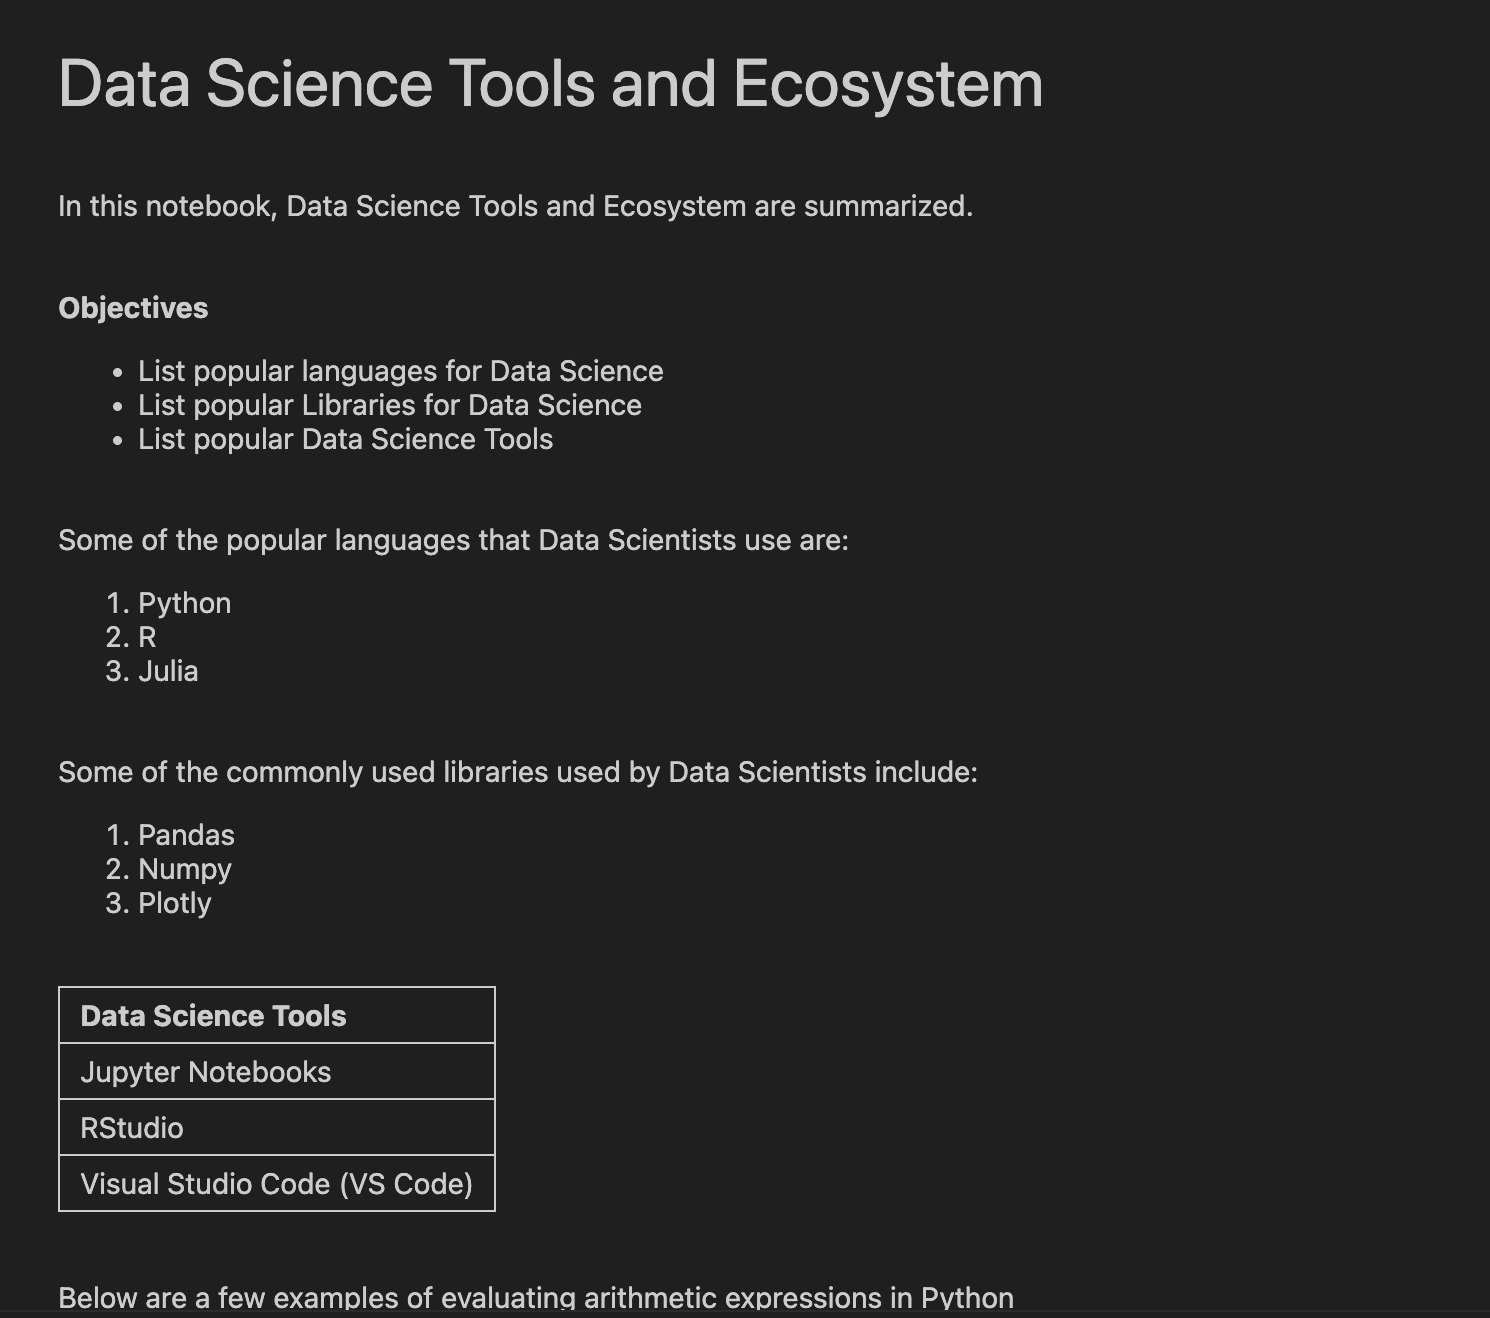 Data Science Tools and Ecosystem
In this notebook, Data Science Tools and Ecosystem are summarized.
Objectives
• List popular languages for Data Science
• List popular Libraries for Data Science
• List popular Data Science Tools
Some of the popular languages that Data Scientists use are:
1. Python
2. R
3. Julia
Some of the commonly used libraries used by Data Scientists include:
1. Pandas
2. Numpy
3. Plotly
Data Science Tools
Jupyter Notebooks
RStudio
Visual Studio Code (VS Code)
Below are a few examples of evaluating arithmetic expressions in Python